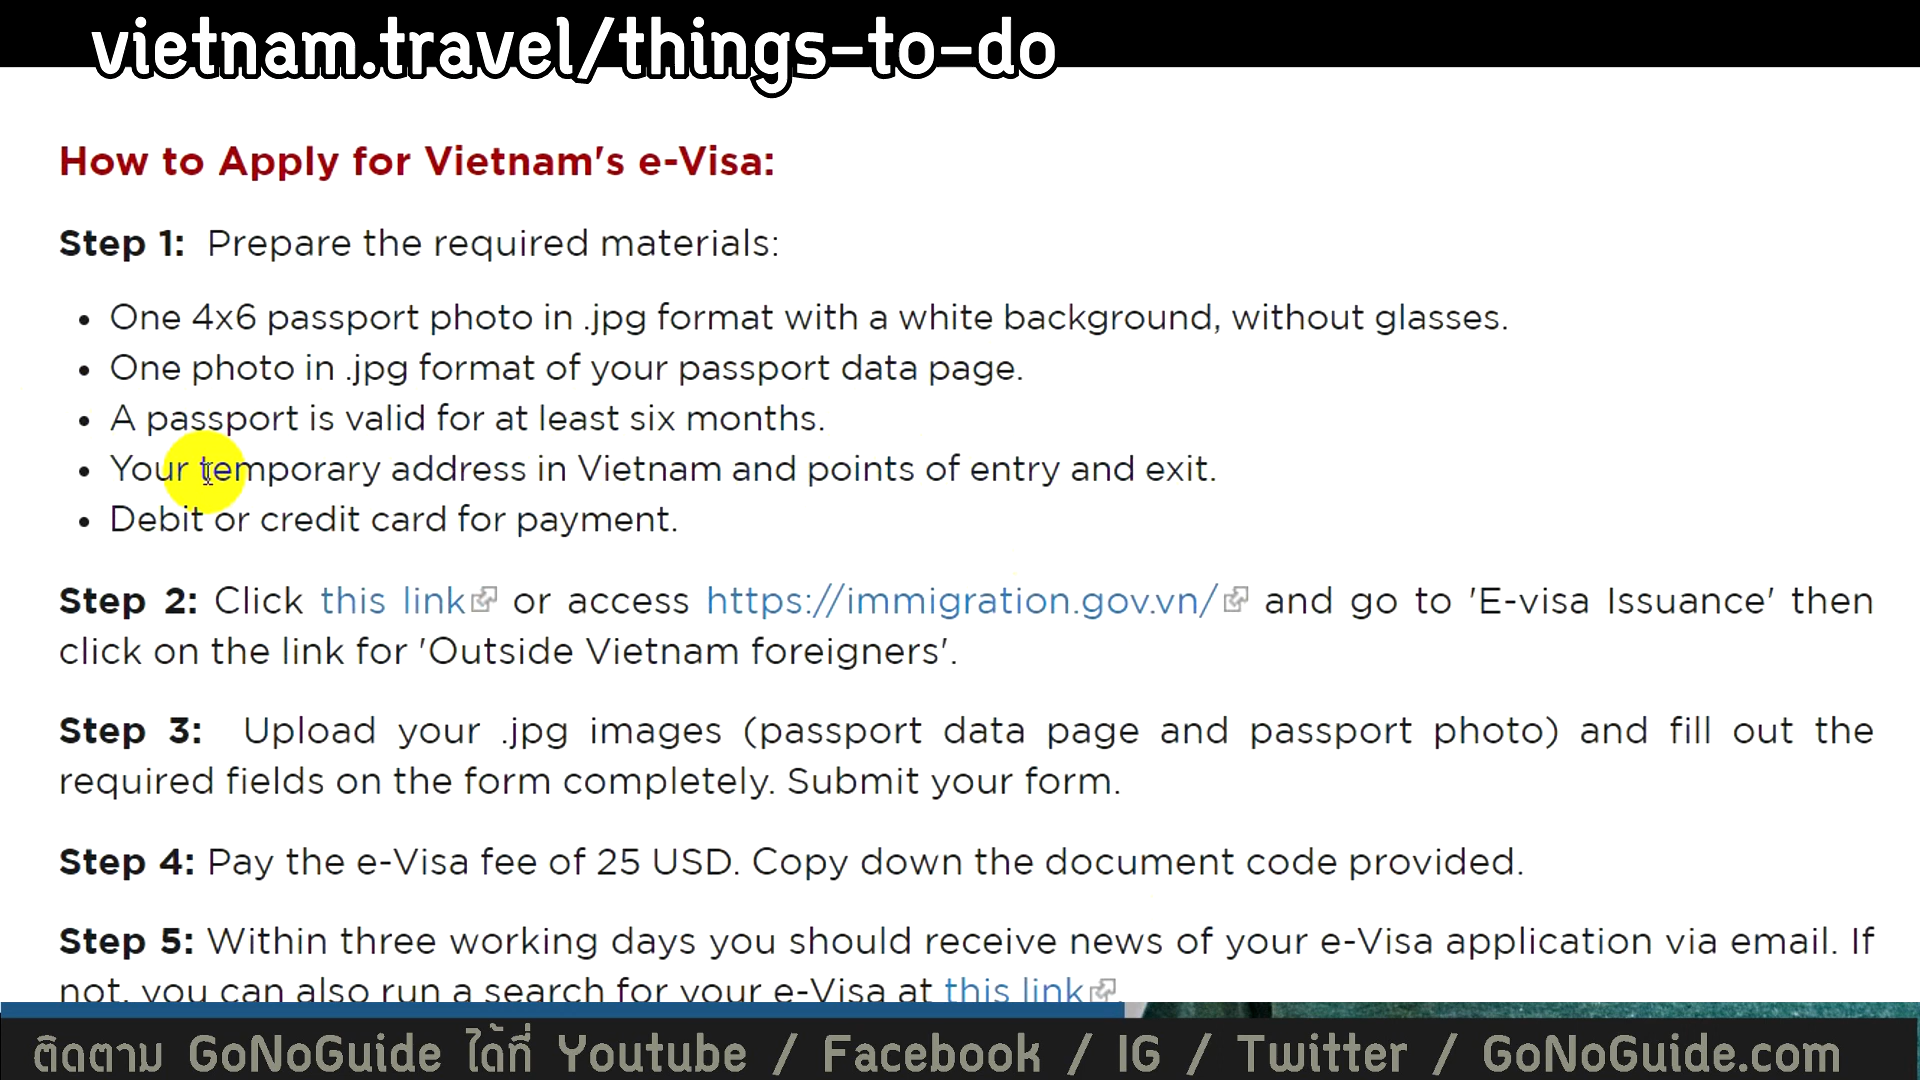 vietnam.travel/things-to-do
How to Apply for Vietnam's e-Visa:
Step 1: Prepare the required materials:
• One 4x6 passport photo in .jpg format with a white background, without glasses.
• One photo in .jpg format of your passport data page.
• A passport is valid for at least six months.
• Your temporary address in Vietnam and points of entry and exit.
• Debit or credit card for payment.
Step 2: Click this link or access https://immigration.gov.vn/ and go to 'E-visa Issuance' then
click on the link for 'Outside Vietnam foreigners'.
Step 3: Upload your .jpg images (passport data page and passport photo) and fill out the
required fields on the form completely. Submit your form.
Step 4: Pay the e-Visa fee of 25 USD. Copy down the document code provided.
Step 5: Within three working days you should receive news of your e-Visa application via email. If
not, you can also run a search for your e-Visa at this link
ติดตาม GoNoGuide ได้ที่ Youtube / Facebook / IG / Twitter / GoNoGuide.com